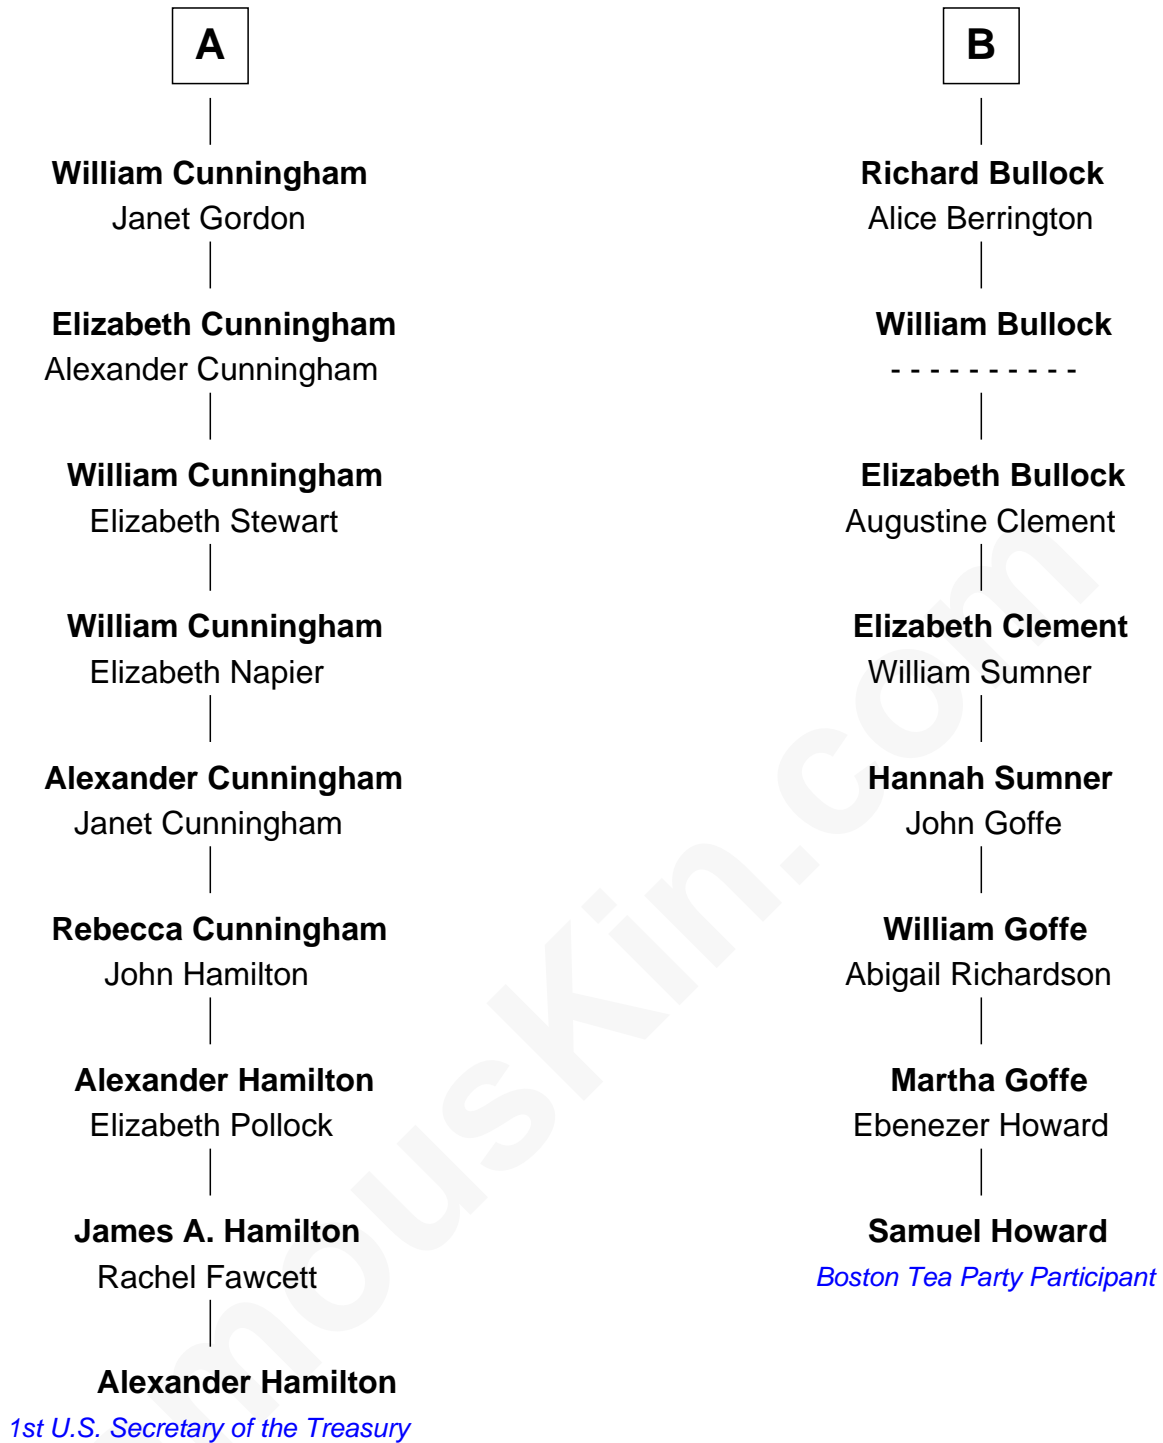 A
William Cunningham
Janet Gordon
Elizabeth Cunningham
Alexander Cunningham
William Cunningham
Elizabeth Stewart
William Cunningham
Elizabeth Napier
Alexander Cunningham
Janet Cunningham
Rebecca Cunningham
John Hamilton
Alexander Hamilton
Elizabeth Pollock
James A. Hamilton
Rachel Fawcett
Alexander Hamilton
1st U.S. Secretary of the Treasury
B
Richard Bullock
Alice Berrington
William Bullock
- - - - - - - - - -
Elizabeth Bullock
Augustine Clement
Elizabeth Clement
William Sumner
Hannah Sumner
John Goffe
William Goffe
Abigail Richardson
Martha Goffe
Ebenezer Howard
Samuel Howard
Boston Tea Party Participant
mousKin.com